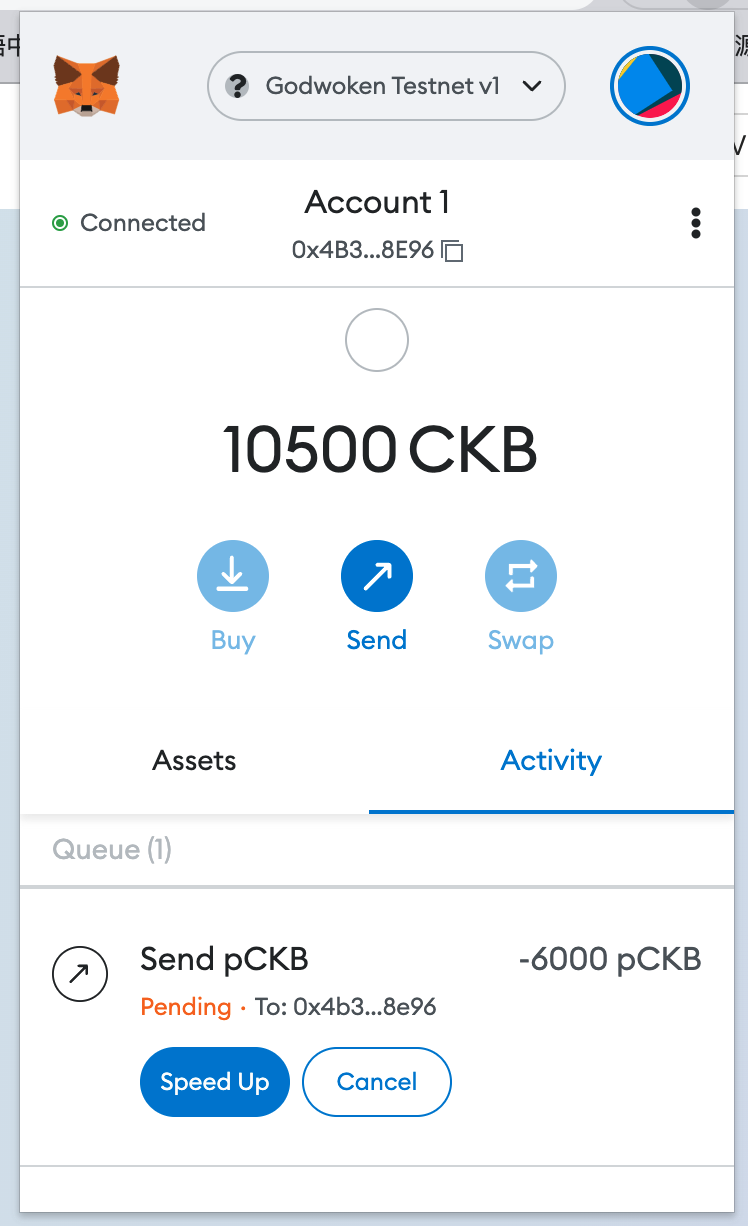 Godwoken Testnet v1
Connected
Account 1
0x4B3...8E96
10500 CKB
Buy
Send
Swap
Assets
Activity
Queue (1)
Send pCKB
-6000 pCKB
Pending · To: 0x4b3...8e96
Speed Up
Cancel